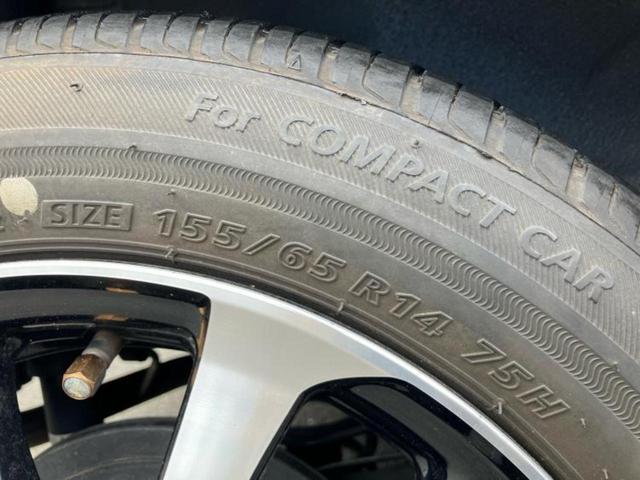 For COMPACT CAR
SIZE 155/65 R14 75H